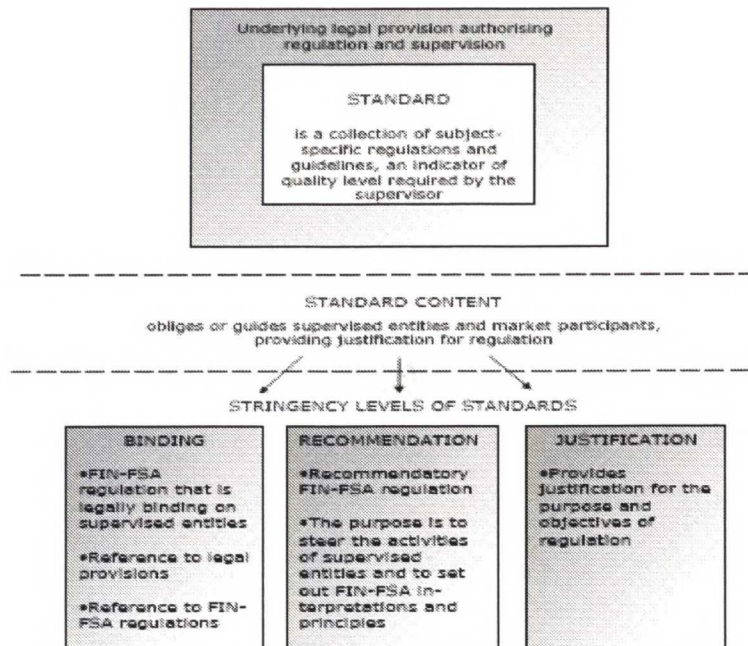 Underlying legal provision authorising
regulation and supervision
STANDARD
is a collection of subject-
specific regulations and
guidelines, an indicator of
quality level required by the
supervisor
STANDARD CONTENT
obliges or guides supervised entities and market participants,
providing justification for regulation
STRINGENCY LEVELS OF STANDARDS
BINDING
•FIN-FSA
regulation that is
legally binding on
supervised entities
•Reference to legal
provisions
•Reference to FIN-
FSA regulations
RECOMMENDATION
•Recommendatory
FIN-FSA regulation
•The purpose is to
steer the activities
of supervised
entities and to set
out FIN-FSA in-
terpretations and
principles
JUSTIFICATION
•Provides
justification for the
purpose and
objectives of
regulation